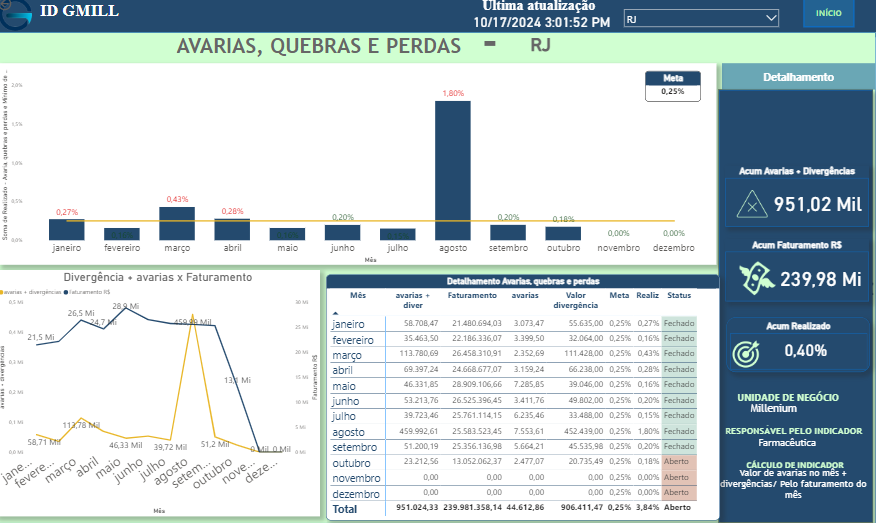 ID GMILL
Última atualização
10/17/2024 3:01:52 PM
RJ
INÍCIO
AVARIAS, QUEBRAS E PERDAS - RJ
Meta
0,25%
2,0%
1,5%
1,0%
0,5%
0,0%
0,27%
0,43%
0,28%
0,20%
1,80%
0,20%
0,18%
0,00%
0,00%
janeiro fevereiro março abril maio junho julho agosto setembro outubro novembro dezembro
Mês
Detalhamento
Acum Avarias + Divergências
951,02 Mil
Acum Faturamento R$
239,98 Mi
Acum Realizado
0,40%
UNIDADE DE NEGÓCIO
Millenium
RESPONSÁVEL PELO INDICADOR
Farmacêutica
CÁLCULO DE INDICADOR
Valor de avarias no mês +
divergências/ Pelo faturamento do
mês
Divergência + avarias x Faturamento
avarias + divergências faturamento R$
avarias + divergências
Faturamento R$
0,5 Mi
0,4 Mi
0,3 Mi
0,2 Mi
0,1 Mi
0,0 Mi
30 Mi
25 Mi
20 Mi
15 Mi
10 Mi
5 Mi
0 Mi
21,5 Mi
26,5 Mi
24,7 Mi
28,9 Mi
459,99 Mil
13,1 Mi
58,71 Mil
113,78 Mil
46,33 Mil
39,72 Mil
51,2 Mil
0 Mil
0 Mil
jane... fevere... março abril maio junho julho agosto setem... outubro nove... deze...
Mês
Detalhamento Avarias, quebras e perdas
Mês avarias + diver Faturamento avarias Valor divergência Meta Realiz Status
janeiro 58.708,47 21.480.694,03 3.073,47 55.635,00 0,25% 0,27% Fechado
fevereiro 35.463,50 22.186.336,07 3.399,50 32.064,00 0,25% 0,16% Fechado
março 113.780,69 26.458.310,91 2.352,69 111.428,00 0,25% 0,43% Fechado
abril 69.397,24 24.668.677,07 3.159,24 66.238,00 0,25% 0,28% Fechado
maio 46.331,85 28.909.106,66 7.285,85 39.046,00 0,25% 0,16% Fechado
junho 53.213,76 26.525.396,45 3.411,76 49.802,00 0,25% 0,20% Fechado
julho 39.723,46 25.761.114,15 6.235,46 33.488,00 0,25% 0,15% Fechado
agosto 459.992,61 25.583.523,45 7.553,61 452.439,00 0,25% 1,80% Fechado
setembro 51.200,19 25.356.136,98 5.664,21 45.535,98 0,25% 0,20% Fechado
outubro 23.212,56 13.052.062,37 2.477,07 20.735,49 0,25% 0,18% Aberto
novembro 0,00 0,00 0,00 0,00 0,25% 0,00% Aberto
dezembro 0,00 0,00 0,00 0,00 0,25% 0,00% Aberto
Total 951.024,33 239.981.358,14 44.612,86 906.411,47 0,25% 3,84% Aberto